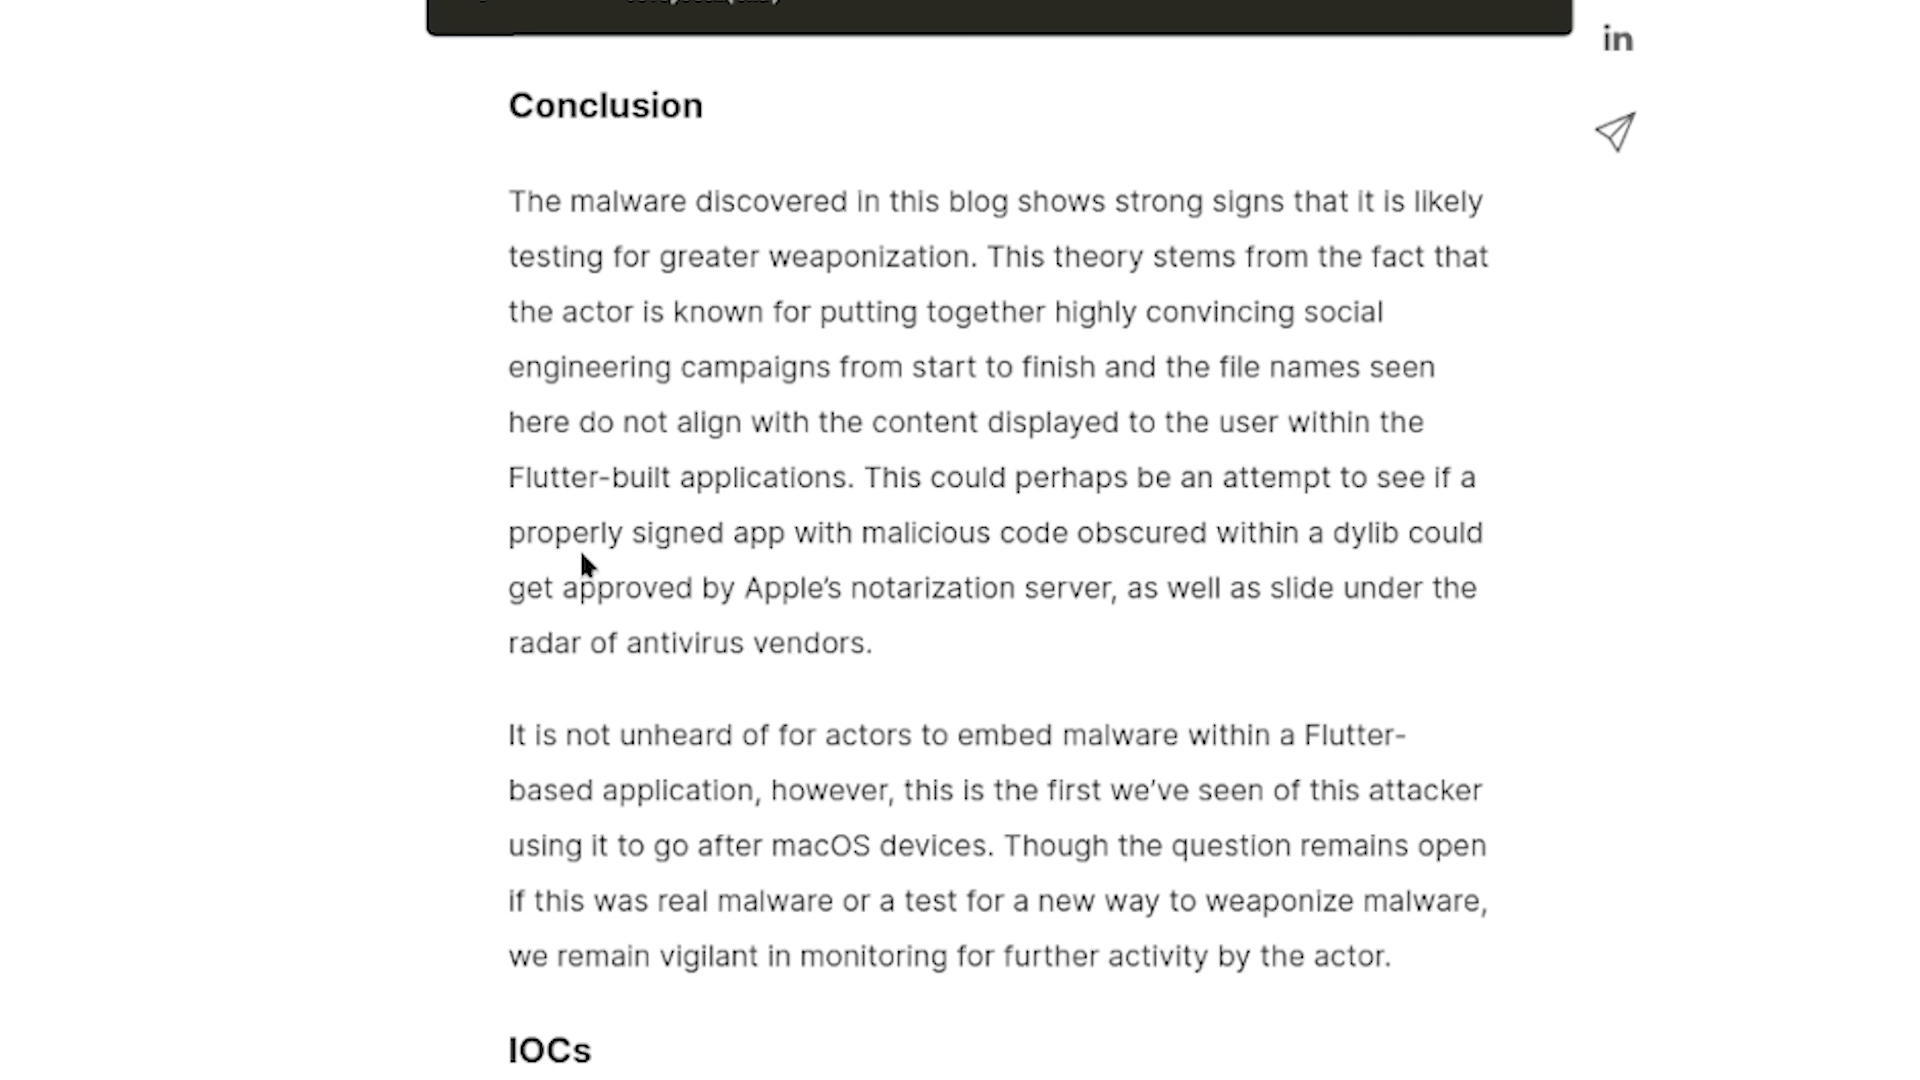 in
Conclusion
The malware discovered in this blog shows strong signs that it is likely
testing for greater weaponization. This theory stems from the fact that
the actor is known for putting together highly convincing social
engineering campaigns from start to finish and the file names seen
here do not align with the content displayed to the user within the
Flutter-built applications. This could perhaps be an attempt to see if a
properly signed app with malicious code obscured within a dylib could
get approved by Apple’s notarization server, as well as slide under the
radar of antivirus vendors.
It is not unheard of for actors to embed malware within a Flutter-
based application, however, this is the first we’ve seen of this attacker
using it to go after macOS devices. Though the question remains open
if this was real malware or a test for a new way to weaponize malware,
we remain vigilant in monitoring for further activity by the actor.
IOCs